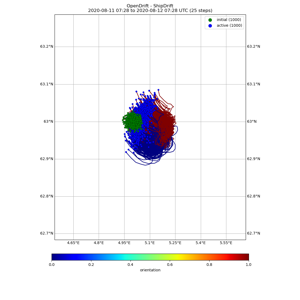 OpenDrift - ShipDrift
2020-08-11 07:28 to 2020-08-12 07:28 UTC (25 steps)
initial (1000)
active (1000)
63.2°N
63.2°N
63.1°N
63.1°N
63°N
63°N
62.9°N
62.9°N
62.8°N
62.8°N
62.7°N
62.7°N
4.65°E 4.8°E 4.95°E 5.1°E 5.25°E 5.4°E 5.55°E
0.0 0.2 0.4 0.6 0.8 1.0
orientation